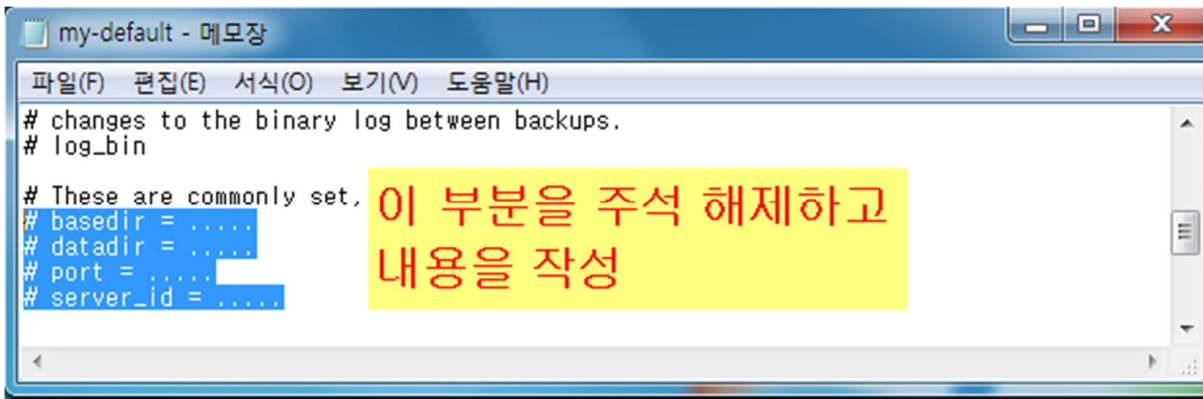 my-default - 메모장
파일(F) 편집(E) 서식(O) 보기(V) 도움말(H)
# changes to the binary log between backups.
# log_bin
# These are commonly set,
# basedir = .....
# datadir = .....
# port = .....
# server_id = .....
이 부분을 주석 해제하고
내용을 작성